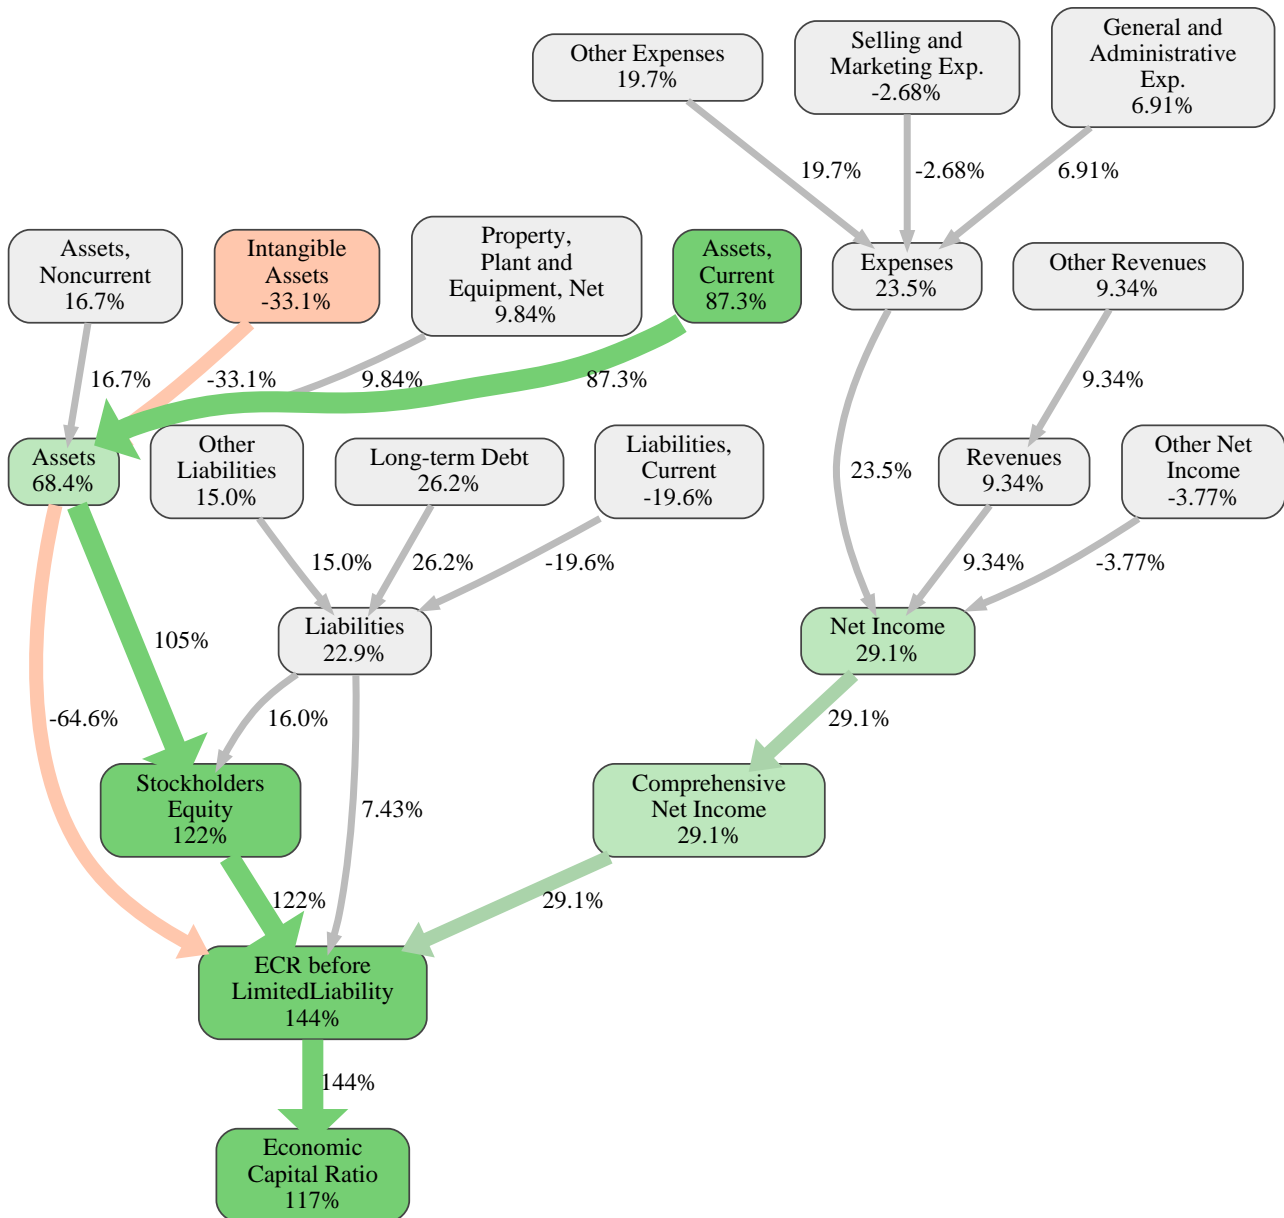 Other Expenses
19.7%
Selling and
Marketing Exp.
-2.68%
General and
Administrative
Exp.
6.91%
19.7%
-2.68%
6.91%
Assets,
Noncurrent
16.7%
Intangible
Assets
-33.1%
Property,
Plant and
Equipment, Net
9.84%
Assets,
Current
87.3%
Expenses
23.5%
Other Revenues
9.34%
16.7%
-33.1%
9.84%
87.3%
9.34%
Assets
68.4%
Other
Liabilities
15.0%
Long-term Debt
26.2%
Liabilities,
Current
-19.6%
23.5%
Revenues
9.34%
Other Net
Income
-3.77%
15.0%
26.2%
-19.6%
9.34%
-3.77%
105%
Liabilities
22.9%
Net Income
29.1%
-64.6%
16.0%
29.1%
Stockholders
Equity
122%
7.43%
Comprehensive
Net Income
29.1%
122%
29.1%
ECR before
LimitedLiability
144%
144%
Economic
Capital Ratio
117%